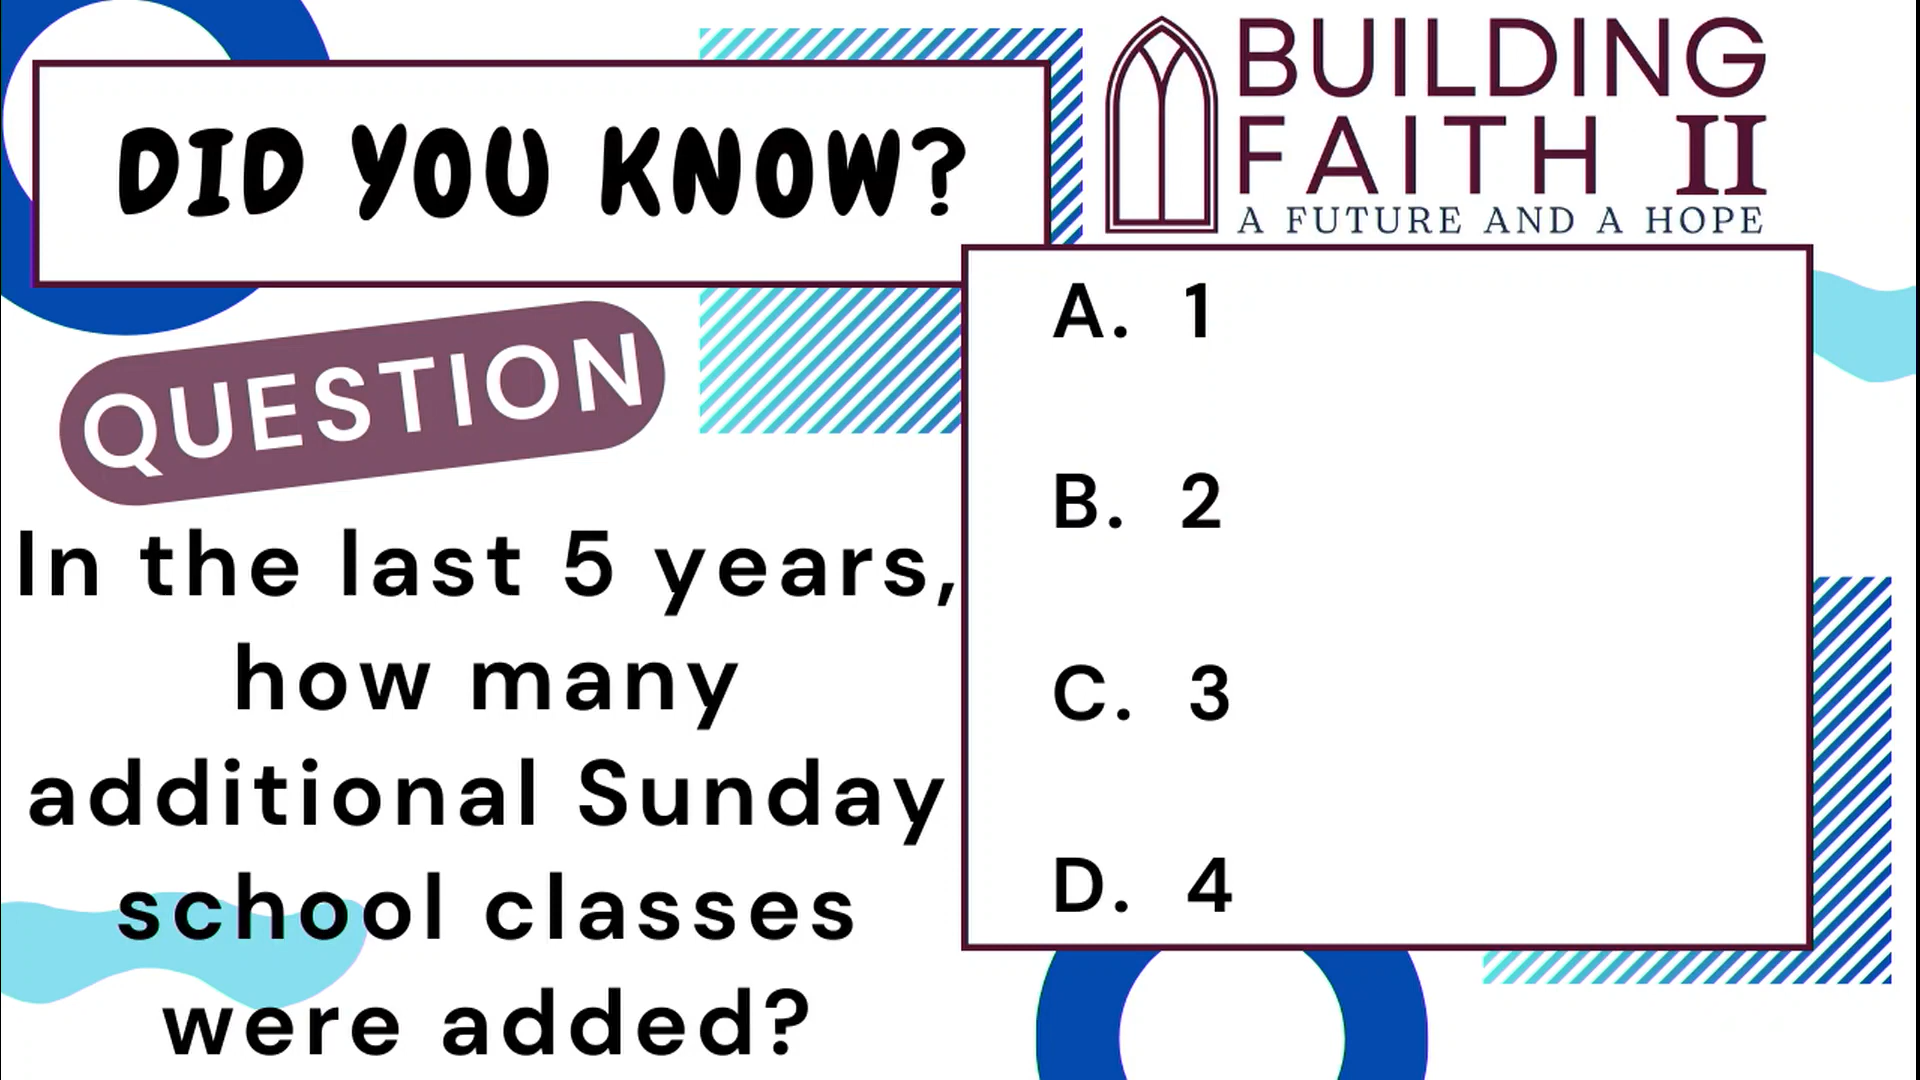 DID YOU KNOW?
BUILDING
FAITH II
A FUTURE AND A HOPE
QUESTION
In the last 5 years,
how many
additional Sunday
school classes
were added?
A. 1
B. 2
C. 3
D. 4